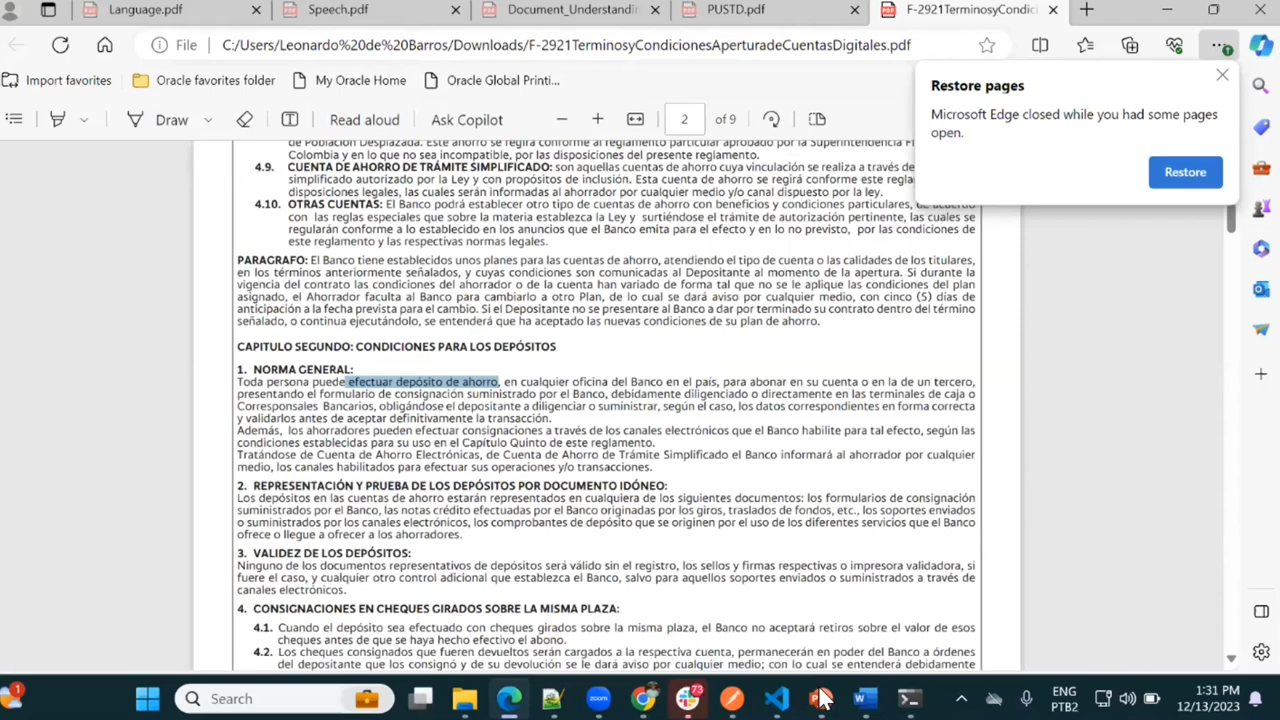 Language.pdf
Speech.pdf
Document_Understandin
PUSTD.pdf
F-2921TerminosyCondici
File
C:/Users/Leonardo%20de%20Barros/Downloads/F-2921TerminosyCondicionesAperturadeCuentasDigitales.pdf
Import favorites
Oracle favorites folder
My Oracle Home
Oracle Global Printi...
Restore pages
Microsoft Edge closed while you had some pages
open.
Restore
Draw
Read aloud
Ask Copilot
2
of 9
de Población Desplazada. Este ahorro se regirá conforme al reglamento particular aprobado por la Superintendencia Fi
Colombia y en lo que no sea incompatible, por las disposiciones del presente reglamento.
4.9. CUENTA DE AHORRO DE TRÁMITE SIMPLIFICADO: son aquellas cuentas de ahorro cuya vinculación se realiza a través de
simplificado autorizado por la Ley y con propósitos de inclusión. Esta cuenta de ahorro se regirá conforme este reg
disposiciones legales, las cuales serán informadas al ahorrador por cualquier medio y/o canal dispuesto por la ley.
4.10. OTRAS CUENTAS: El Banco podrá establecer otro tipo de cuentas de ahorro con beneficios y condiciones particulares, de acuerdo
con las reglas especiales que sobre la materia establezca la Ley y surtiéndose el trámite de autorización pertinente, las cuales se
regularán conforme a lo establecido en los anuncios que el Banco emita para el efecto y en lo no previsto, por las condiciones de
este reglamento y las respectivas normas legales.
PARAGRAFO: El Banco tiene establecidos unos planes para las cuentas de ahorro, atendiendo el tipo de cuenta o las calidades de los titulares,
en los términos anteriormente señalados, y cuyas condiciones son comunicadas al Depositante al momento de la apertura. Si durante la
vigencia del contrato las condiciones del ahorrador o de la cuenta han variado de forma tal que no se le aplique las condiciones del plan
asignado, el Ahorrador faculta al Banco para cambiarlo a otro Plan, de lo cual se dará aviso por cualquier medio, con cinco (5) días de
anticipación a la fecha prevista para el cambio. Si el Depositante no se presentare al Banco a dar por terminado su contrato dentro del término
señalado, o continua ejecutándolo, se entenderá que ha aceptado las nuevas condiciones de su plan de ahorro.
CAPITULO SEGUNDO: CONDICIONES PARA LOS DEPÓSITOS
1. NORMA GENERAL:
Toda persona puede efectuar depósito de ahorro, en cualquier oficina del Banco en el país, para abonar en su cuenta o en la de un tercero,
presentando el formulario de consignación suministrado por el Banco, debidamente diligenciado o directamente en las terminales de caja o
Corresponsales Bancarios, obligándose el depositante a diligenciar o suministrar, según el caso, los datos correspondientes en forma correcta
y validarlos antes de aceptar definitivamente la transacción.
Además, los ahorradores pueden efectuar consignaciones a través de los canales electrónicos que el Banco habilite para tal efecto, según las
condiciones establecidas para su uso en el Capítulo Quinto de este reglamento.
Tratándose de Cuenta de Ahorro Electrónicas, de Cuenta de Ahorro de Trámite Simplificado el Banco informará al ahorrador por cualquier
medio, los canales habilitados para efectuar sus operaciones y/o transacciones.
2. REPRESENTACIÓN Y PRUEBA DE LOS DEPÓSITOS POR DOCUMENTO IDÓNEO:
Los depósitos en las cuentas de ahorro estarán representados en cualquiera de los siguientes documentos: los formularios de consignación
suministrados por el Banco, las notas crédito efectuadas por el Banco originadas por los giros, traslados de fondos, etc., los soportes enviados
o suministrados por los canales electrónicos, los comprobantes de depósito que se originen por el uso de los diferentes servicios que el Banco
ofrece o llegue a ofrecer a los ahorradores.
3. VALIDEZ DE LOS DEPÓSITOS:
Ninguno de los documentos representativos de depósitos será válido sin el registro, los sellos y firmas respectivas o impresora validadora, si
fuere el caso, y cualquier otro control adicional que establezca el Banco, salvo para aquellos soportes enviados o suministrados a través de
canales electrónicos.
4. CONSIGNACIONES EN CHEQUES GIRADOS SOBRE LA MISMA PLAZA:
4.1. Cuando el depósito sea efectuado con cheques girados sobre la misma plaza, el Banco no aceptará retiros sobre el valor de esos
cheques antes de que se haya hecho efectivo el abono.
4.2. Los cheques consignados que fueren devueltos serán cargados a la respectiva cuenta, permanecerán en poder del Banco a órdenes
del depositante que los consignó y de su devolución se le dará aviso por cualquier medio; con lo cual se entenderá debidamente
1
Search
zoom
73
ENG
PTB2
1:31 PM
12/13/2023